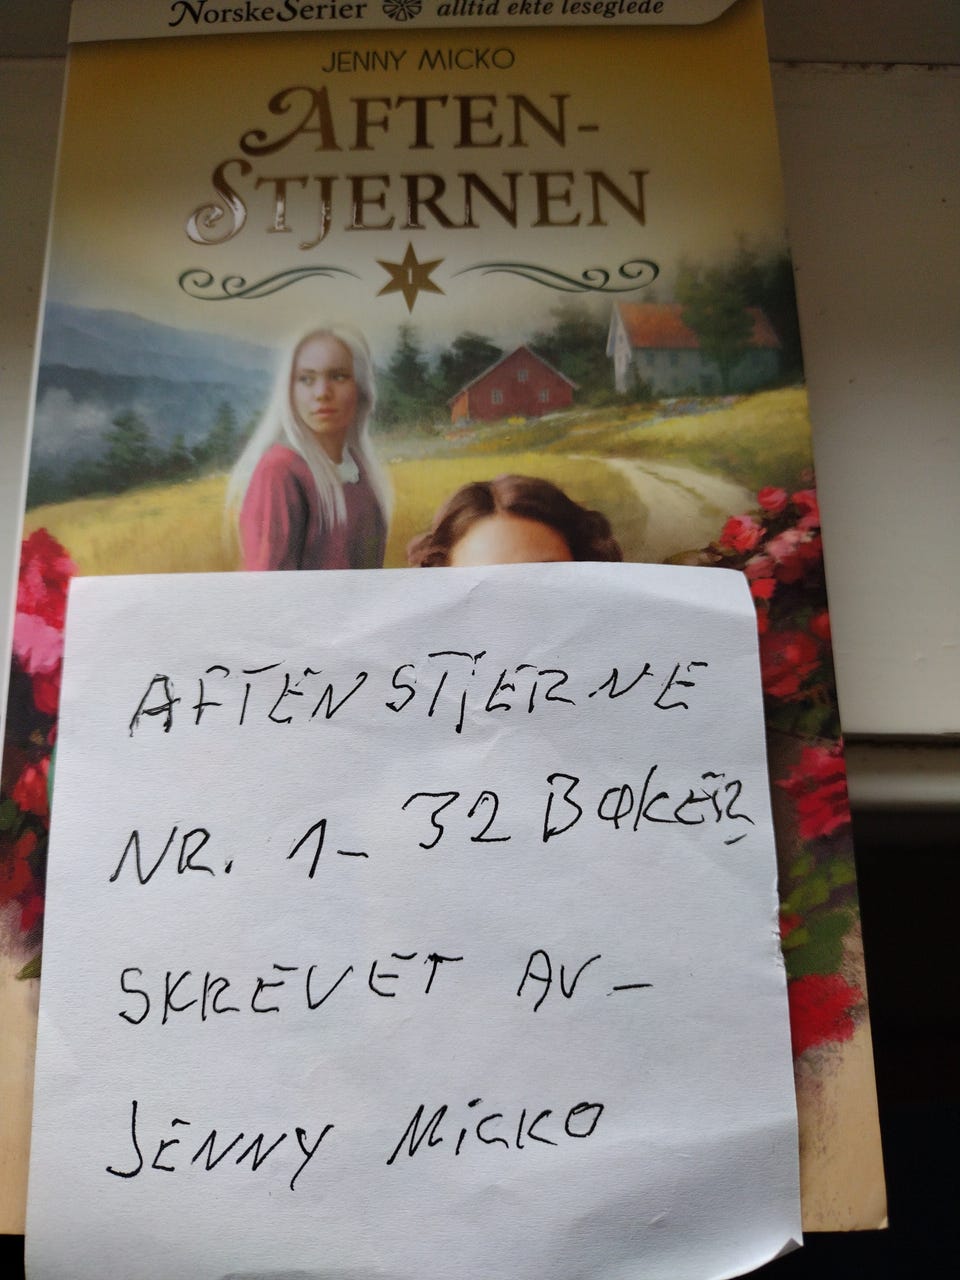 NORSKESERIER alltid ekte leseglede
JENNY MICKO
AFTEN-
STJERNEN
1
AFTENSTJERNE
NR. 1- 32 BØKER
SKREVET AV-
JENNY MICKO